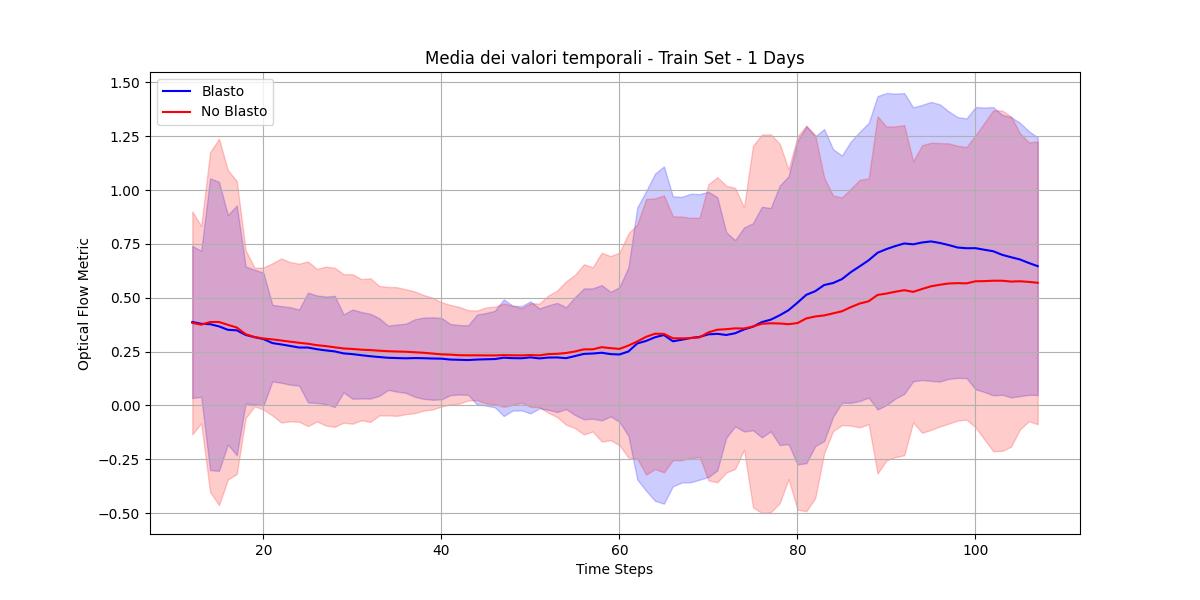 Media dei valori temporali - Train Set - 1 Days
Blasto
No Blasto
1.50
1.25
1.00
0.75
0.50
0.25
0.00
−0.25
−0.50
Optical Flow Metric
20 40 60 80 100
Time Steps